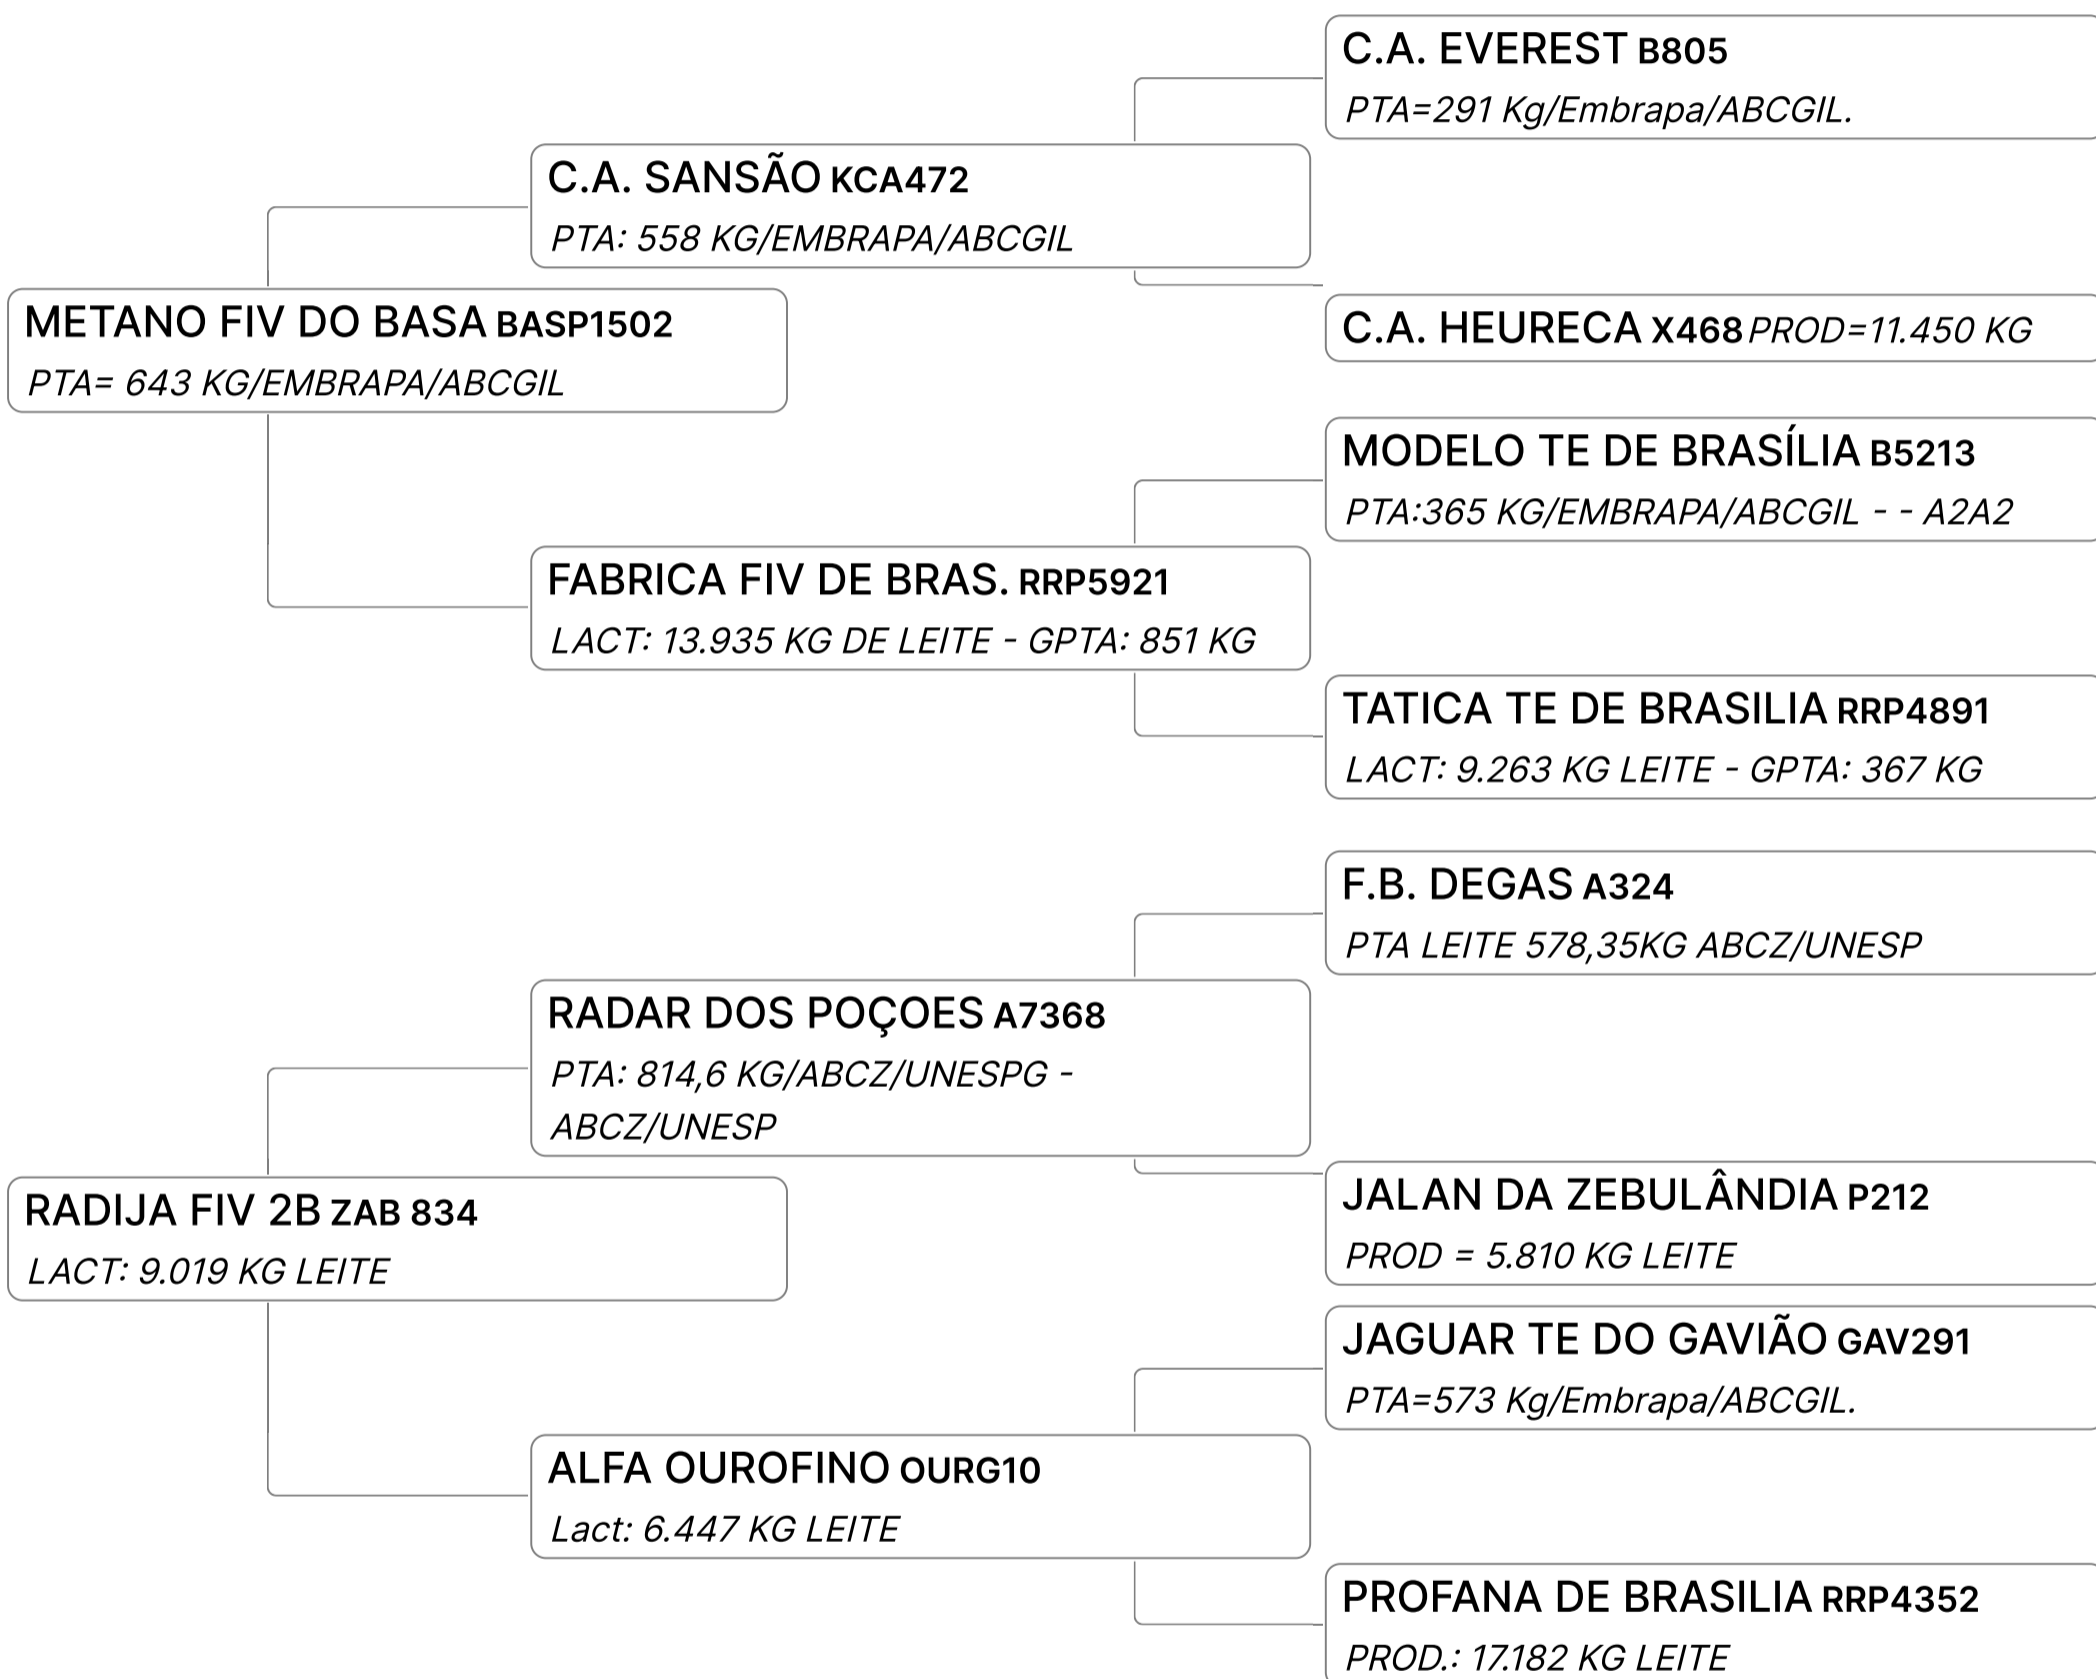 C.A. EVEREST B805
PTA=291 Kg/Embrapa/ABCGIL.
C.A. SANSÃO KCA472
PTA: 558 KG/EMBRAPA/ABCGIL
METANO FIV DO BASA BASP1502
PTA= 643 KG/EMBRAPA/ABCGIL
C.A. HEURECA X468 PROD=11.450 KG
MODELO TE DE BRASÍLIA B5213
PTA:365 KG/EMBRAPA/ABCGIL - - A2A2
FABRICA FIV DE BRAS. RRP5921
LACT: 13.935 KG DE LEITE - GPTA: 851 KG
TATICA TE DE BRASILIA RRP4891
LACT: 9.263 KG LEITE - GPTA: 367 KG
F.B. DEGAS A324
PTA LEITE 578,35KG ABCZ/UNESP
RADAR DOS POÇOES A7368
PTA: 814,6 KG/ABCZ/UNESPG -
ABCZ/UNESP
RADIJA FIV 2B ZAB 834
LACT: 9.019 KG LEITE
JALAN DA ZEBULÂNDIA P212
PROD = 5.810 KG LEITE
JAGUAR TE DO GAVIÃO GAV291
PTA=573 Kg/Embrapa/ABCGIL.
ALFA OUROFINO OURG10
Lact: 6.447 KG LEITE
PROFANA DE BRASILIA RRP4352
PROD.: 17.182 KG LEITE